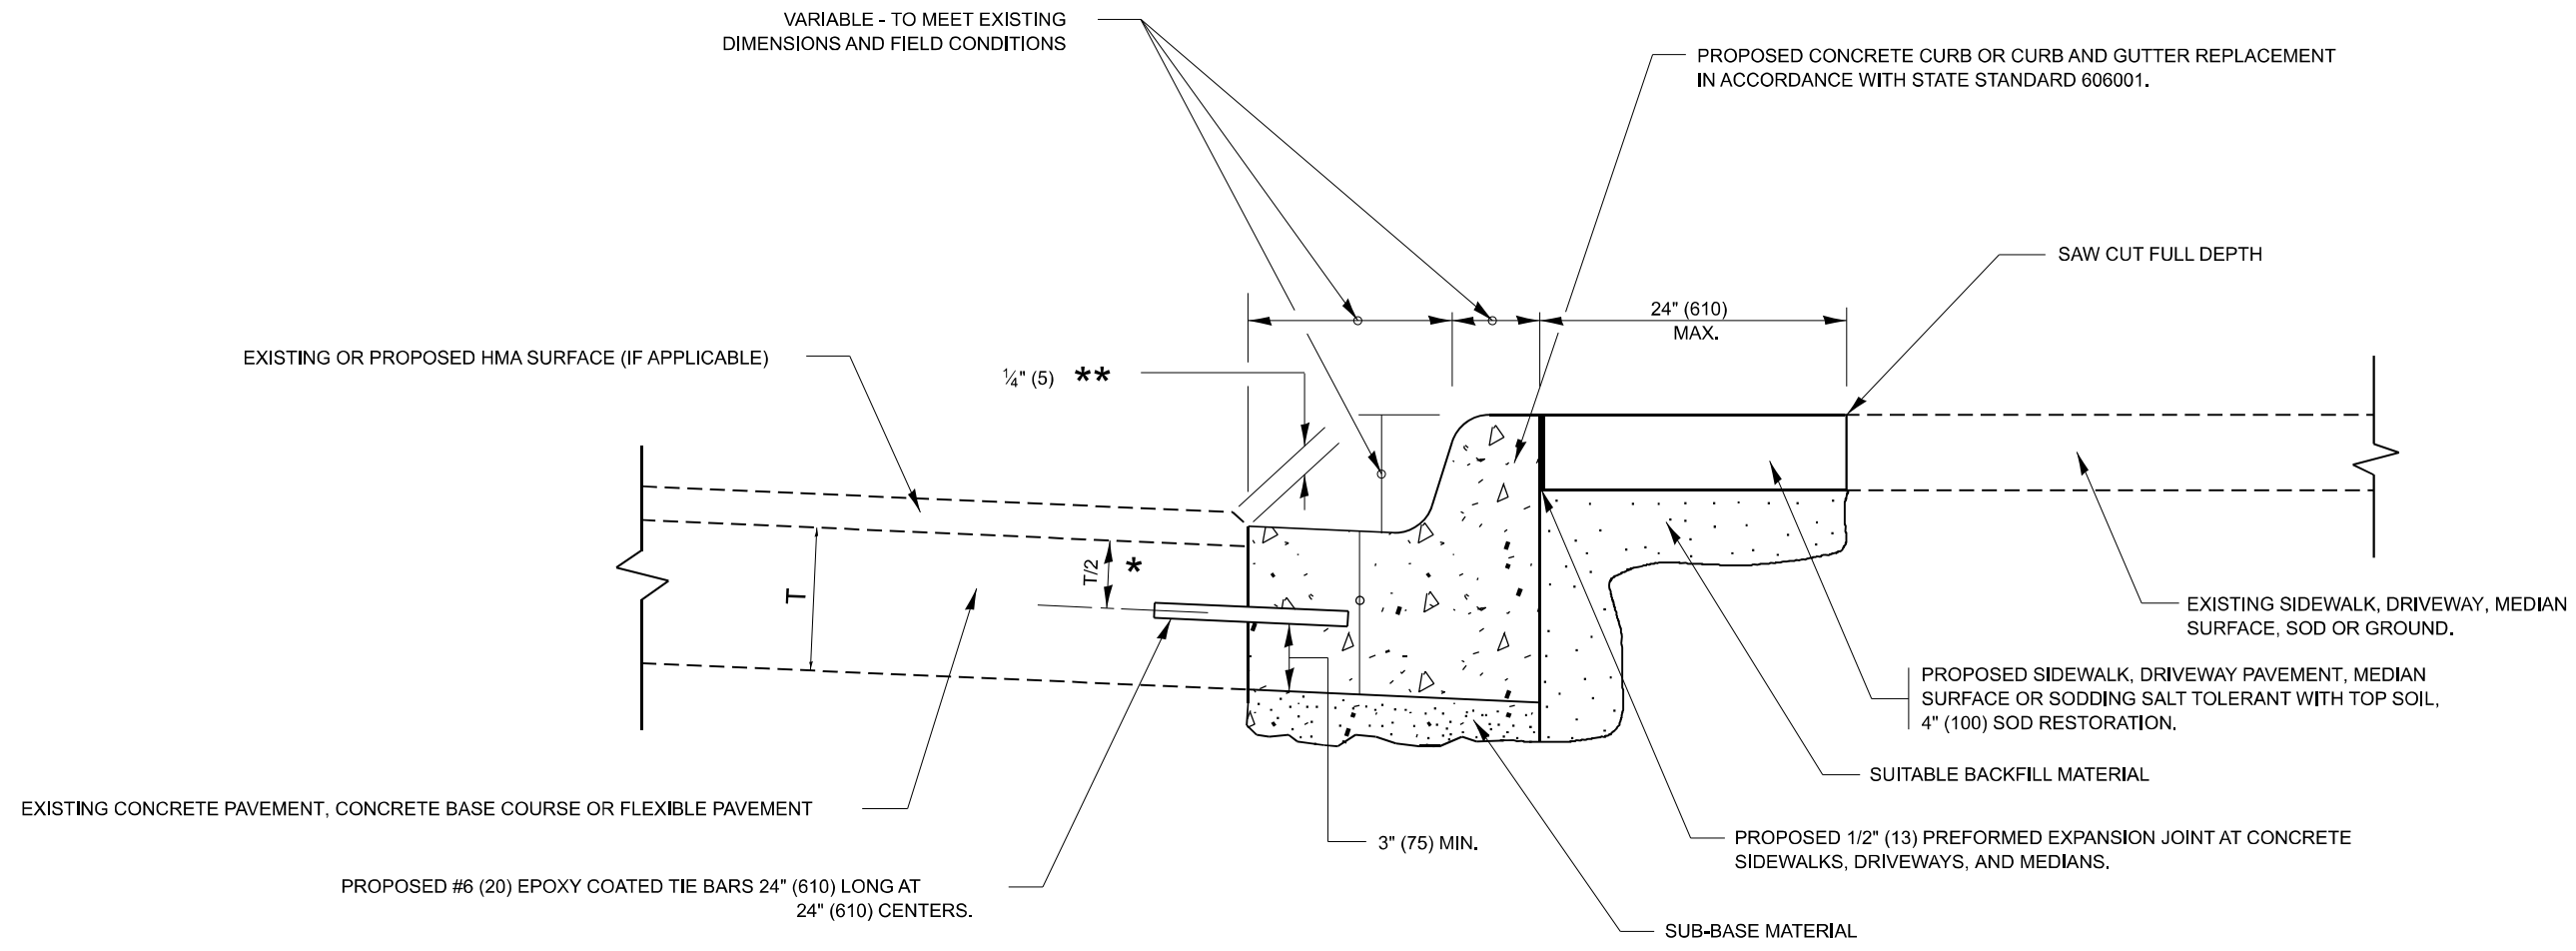 VARIABLE - TO MEET EXISTING
DIMENSIONS AND FIELD CONDITIONS
PROPOSED CONCRETE CURB OR CURB AND GUTTER REPLACEMENT
IN ACCORDANCE WITH STATE STANDARD 606001.
SAW CUT FULL DEPTH
24" (610)
MAX.
EXISTING OR PROPOSED HMA SURFACE (IF APPLICABLE)
¼" (5) **
T/2 *
T
EXISTING SIDEWALK, DRIVEWAY, MEDIAN
SURFACE, SOD OR GROUND.
PROPOSED SIDEWALK, DRIVEWAY PAVEMENT, MEDIAN
SURFACE OR SODDING SALT TOLERANT WITH TOP SOIL,
4" (100) SOD RESTORATION.
SUITABLE BACKFILL MATERIAL
EXISTING CONCRETE PAVEMENT, CONCRETE BASE COURSE OR FLEXIBLE PAVEMENT
3" (75) MIN.
PROPOSED 1/2" (13) PREFORMED EXPANSION JOINT AT CONCRETE
SIDEWALKS, DRIVEWAYS, AND MEDIANS.
PROPOSED #6 (20) EPOXY COATED TIE BARS 24" (610) LONG AT
24" (610) CENTERS.
SUB-BASE MATERIAL